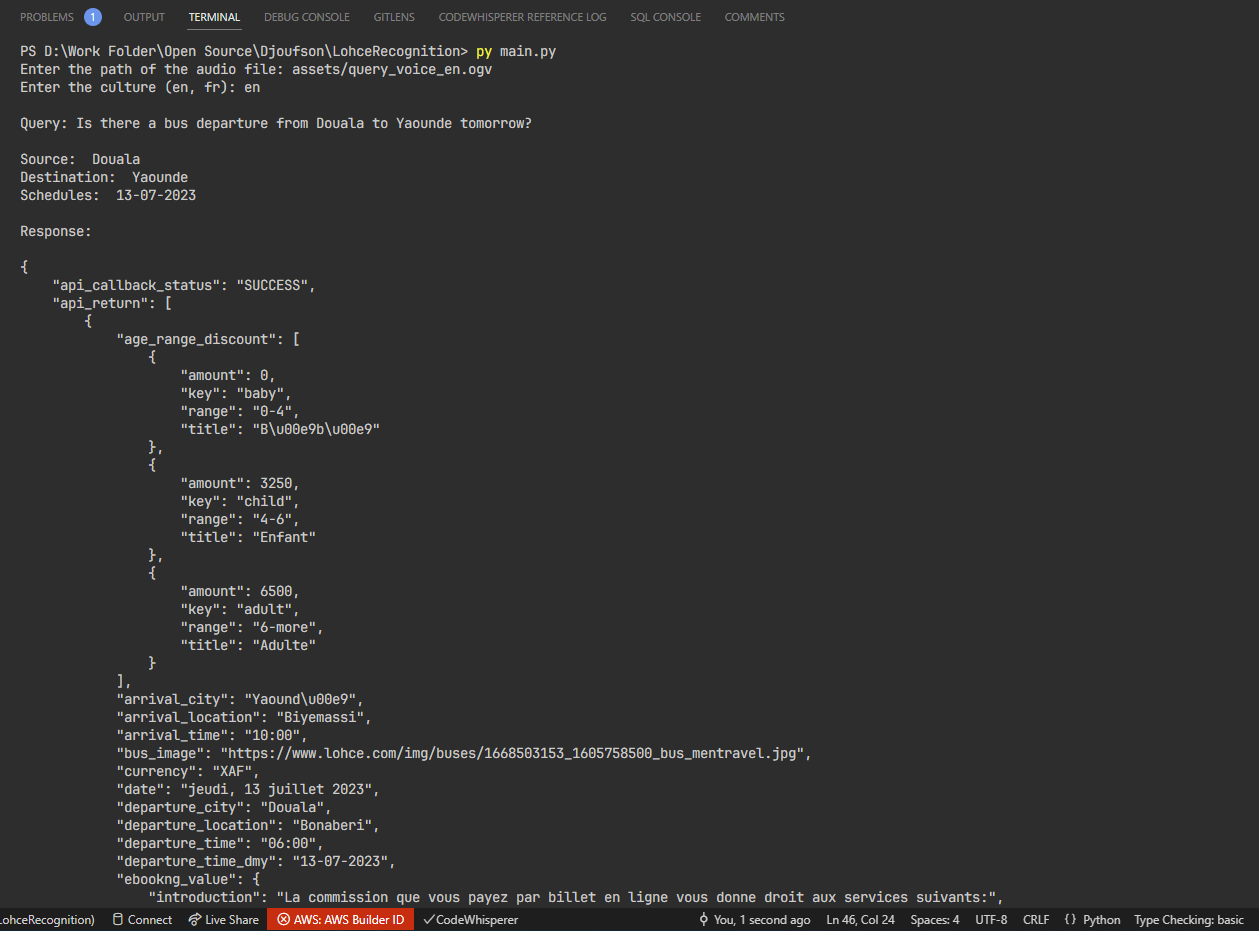 PROBLEMS 1 OUTPUT TERMINAL DEBUG CONSOLE GITLENS CODEWHISPERER REFERENCE LOG SQL CONSOLE COMMENTS
PS D:\Work Folder\Open Source\Djoufson\LohceRecognition> py main.py
Enter the path of the audio file: assets/query_voice_en.ogv
Enter the culture (en, fr): en
Query: Is there a bus departure from Douala to Yaounde tomorrow?
Source:  Douala
Destination:  Yaounde
Schedules:  13-07-2023
Response:
{
    "api_callback_status": "SUCCESS",
    "api_return": [
        {
            "age_range_discount": [
                {
                    "amount": 0,
                    "key": "baby",
                    "range": "0-4",
                    "title": "B\u00e9b\u00e9"
                },
                {
                    "amount": 3250,
                    "key": "child",
                    "range": "4-6",
                    "title": "Enfant"
                },
                {
                    "amount": 6500,
                    "key": "adult",
                    "range": "6-more",
                    "title": "Adulte"
                }
            ],
            "arrival_city": "Yaound\u00e9",
            "arrival_location": "Biyemassi",
            "arrival_time": "10:00",
            "bus_image": "https://www.lohce.com/img/buses/1668503153_1605758500_bus_mentravel.jpg",
            "currency": "XAF",
            "date": "jeudi, 13 juillet 2023",
            "departure_city": "Douala",
            "departure_location": "Bonaberi",
            "departure_time": "06:00",
            "departure_time_dmy": "13-07-2023",
            "ebookng_value": {
                "introduction": "La commission que vous payez par billet en ligne vous donne droit aux services suivants:",
LohceRecognition) Connect Live Share AWS: AWS Builder ID CodeWhisperer You, 1 second ago Ln 46, Col 24 Spaces: 4 UTF-8 CRLF {} Python Type Checking: basic